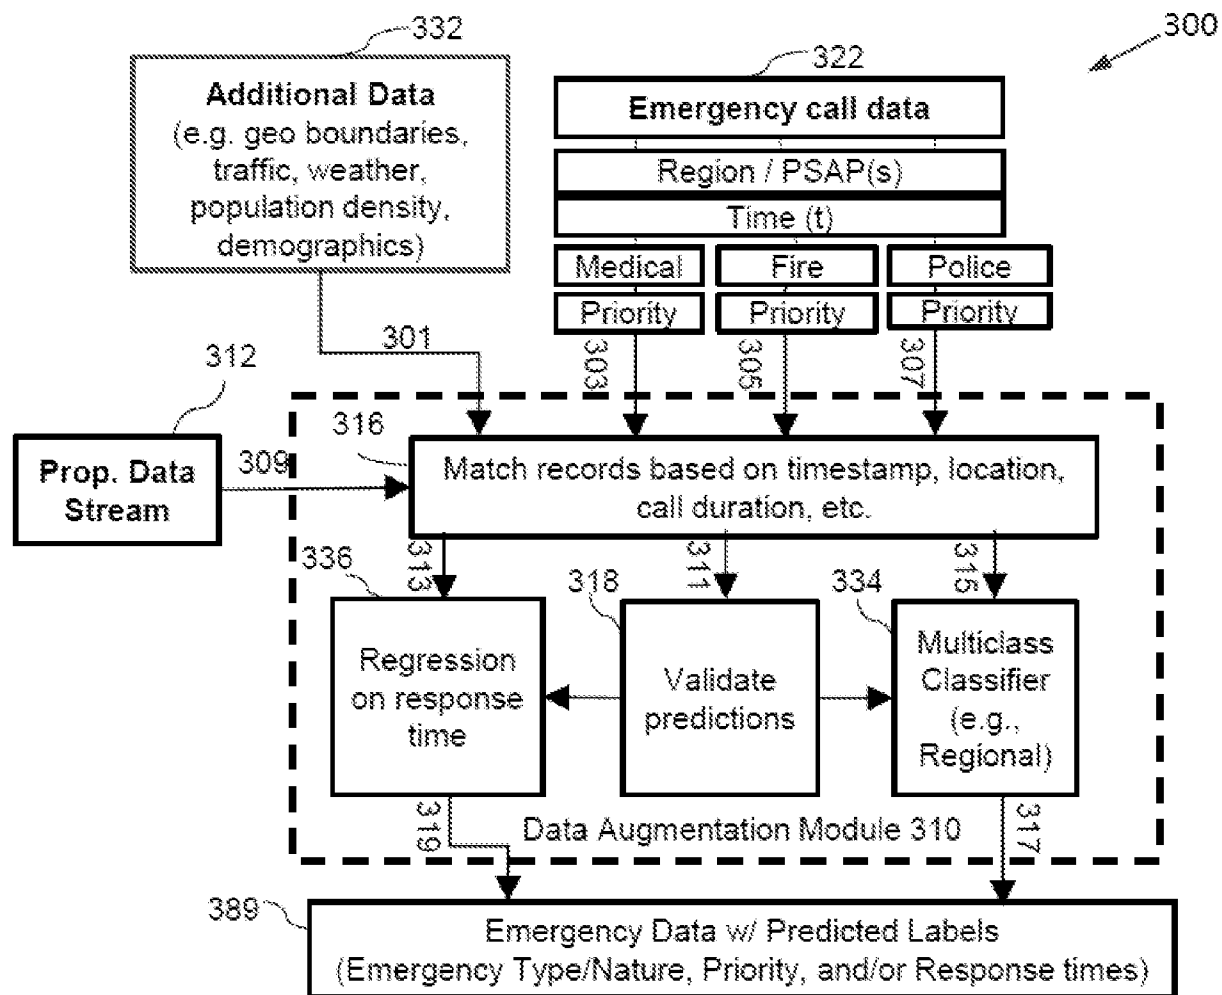 332
300
322
Additional Data
(e.g. geo boundaries,
traffic, weather,
population density,
demographics)
Emergency call data
Region / PSAP(s)
Time (t)
Medical
Fire
Police
Priority
Priority
Priority
301
303
305
307
312
316
Prop. Data
Stream
309
Match records based on timestamp, location,
call duration, etc.
336
313
318
311
334
315
Regression
on response
time
Validate
predictions
Multiclass
Classifier
(e.g.,
Regional)
319
Data Augmentation Module 310
317
389
Emergency Data w/ Predicted Labels
(Emergency Type/Nature, Priority, and/or Response times)